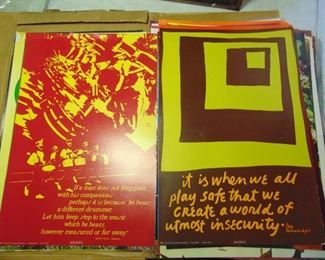 If a man does not keep pace
with his companions
perhaps it is because he hears
a different drummer.
Let him keep step to the music
which he hears,
however measured or far away."
it is when we all
play safe that we
create a world of
utmost insecurity.